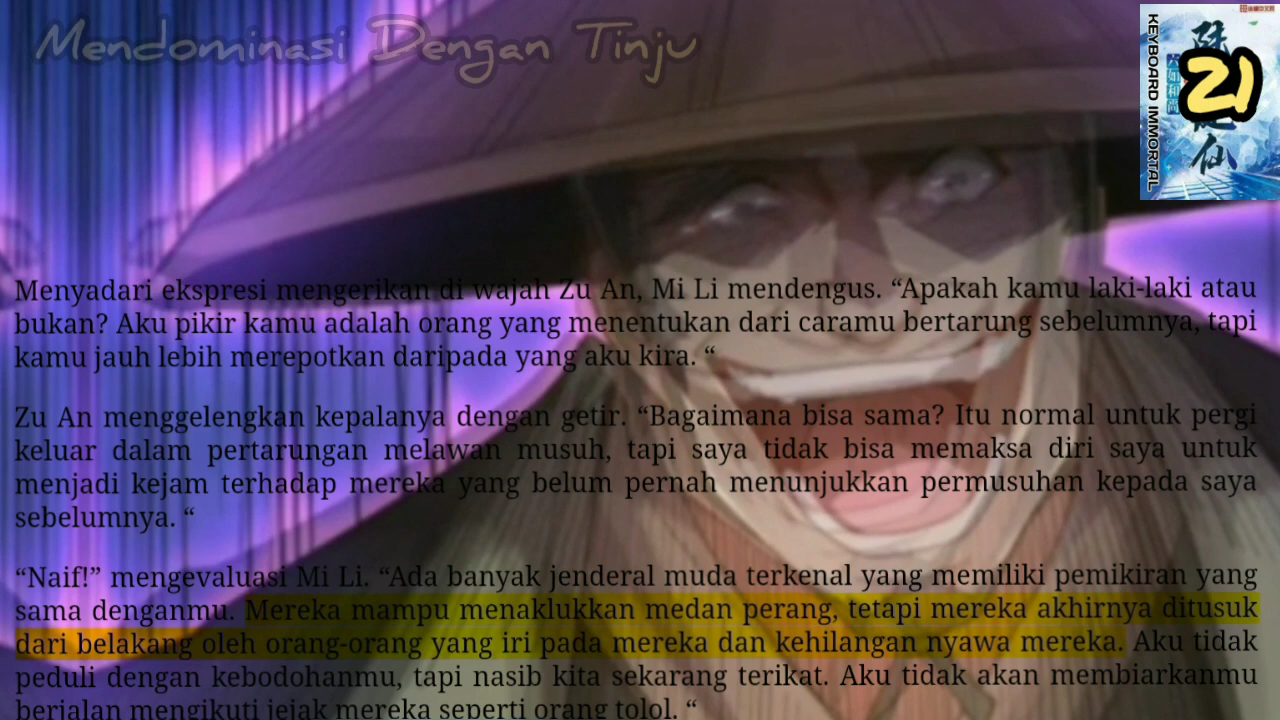 Mendominasi Dengan Tinju
KEYBOARD IMMORTAL
21
仙
Menyadari ekspresi mengerikan di wajah Zu An, Mi Li mendengus. “Apakah kamu laki-laki atau
bukan? Aku pikir kamu adalah orang yang menentukan dari caramu bertarung sebelumnya, tapi
kamu jauh lebih merepotkan daripada yang aku kira. “
Zu An menggelengkan kepalanya dengan getir. “Bagaimana bisa sama? Itu normal untuk pergi
keluar dalam pertarungan melawan musuh, tapi saya tidak bisa memaksa diri saya untuk
menjadi kejam terhadap mereka yang belum pernah menunjukkan permusuhan kepada saya
sebelumnya. “
“Naif!” mengevaluasi Mi Li. “Ada banyak jenderal muda terkenal yang memiliki pemikiran yang
sama denganmu. Mereka mampu menaklukkan medan perang, tetapi mereka akhirnya ditusuk
dari belakang oleh orang-orang yang iri pada mereka dan kehilangan nyawa mereka. Aku tidak
peduli dengan kebodohanmu, tapi nasib kita sekarang terikat. Aku tidak akan membiarkanmu
berjalan mengikuti jejak mereka seperti orang tolol. “